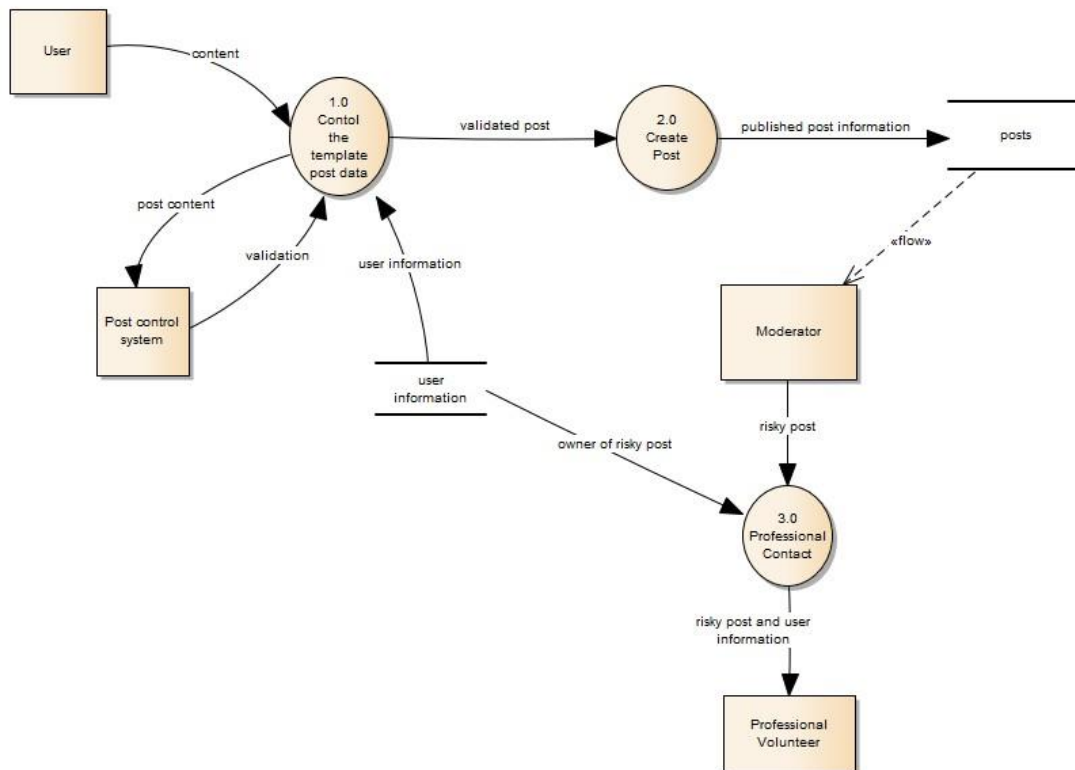 User
content
1.0
Contol
the
template
post data
validated post
2.0
Create
Post
published post information
posts
post content
validation
user information
«flow»
Post control
system
Moderator
user
information
risky post
owner of risky post
3.0
Professional
Contact
risky post and user
information
Professional
Volunteer